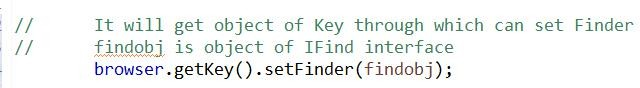 //      It will get object of Key through which can set Finder
//      findobj is object of IFind interface
browser.getKey().setFinder(findobj);